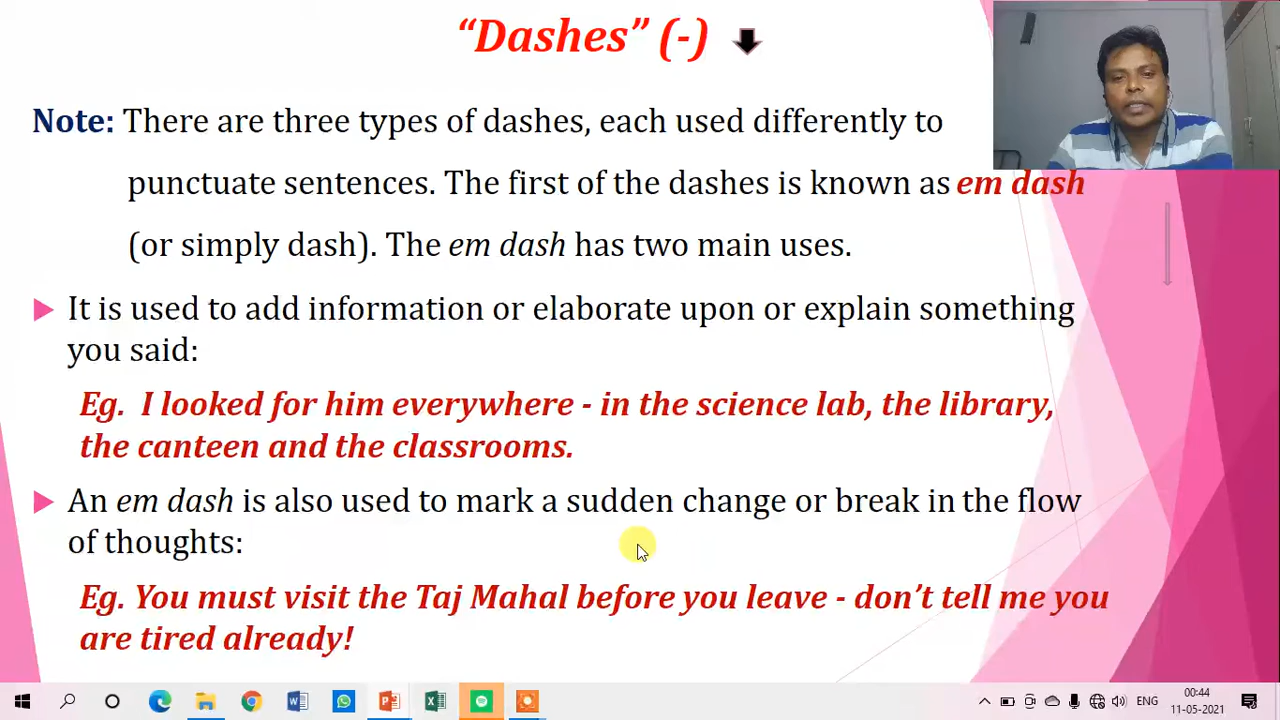 “Dashes” (-)
Note: There are three types of dashes, each used differently to
punctuate sentences. The first of the dashes is known as em dash
(or simply dash). The em dash has two main uses.
It is used to add information or elaborate upon or explain something
you said:
Eg. I looked for him everywhere - in the science lab, the library,
the canteen and the classrooms.
An em dash is also used to mark a sudden change or break in the flow
of thoughts:
Eg. You must visit the Taj Mahal before you leave - don’t tell me you
are tired already!
ENG
00:44
11-05-2021